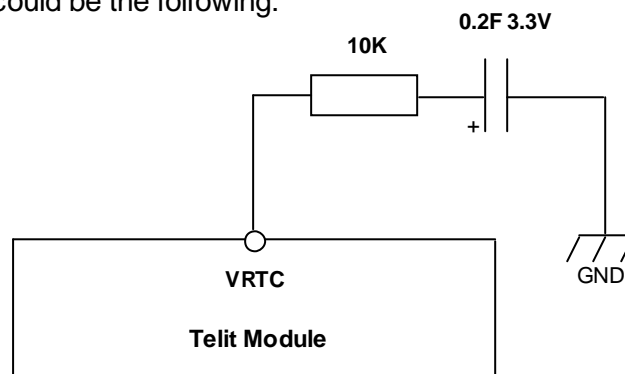 could be the following:
0.2F 3.3V
10K
+
GND
VRTC
Telit Module